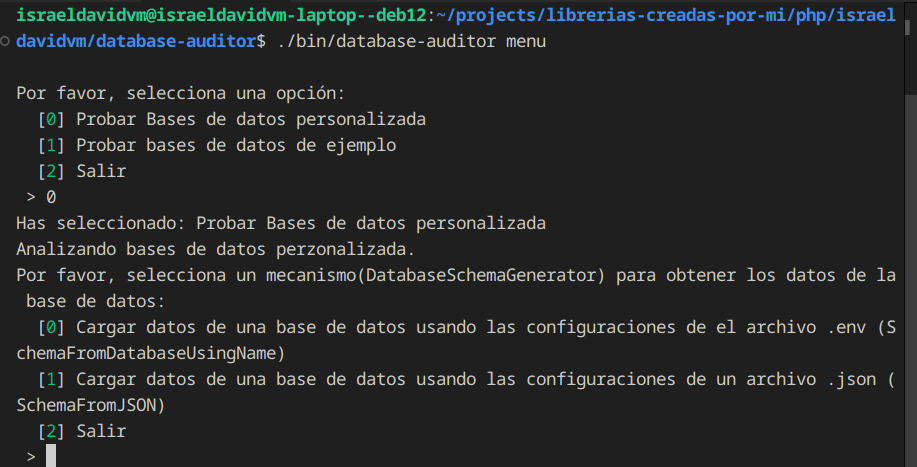 israeldavidvm@israeldavidvm-laptop--deb12:~/projects/librerias-creadas-por-mi/php/israel
davidvm/database-auditor$ ./bin/database-auditor menu
Por favor, selecciona una opción:
[0] Probar Bases de datos personalizada
[1] Probar bases de datos de ejemplo
[2] Salir
> 0
Has seleccionado: Probar Bases de datos personalizada
Analizando bases de datos perzonalizada.
Por favor, selecciona un mecanismo(DatabaseSchemaGenerator) para obtener los datos de la
base de datos:
[0] Cargar datos de una base de datos usando las configuraciones de el archivo .env (S
chemaFromDatabaseUsingName)
[1] Cargar datos de una base de datos usando las configuraciones de un archivo .json (
SchemaFromJSON)
[2] Salir
>